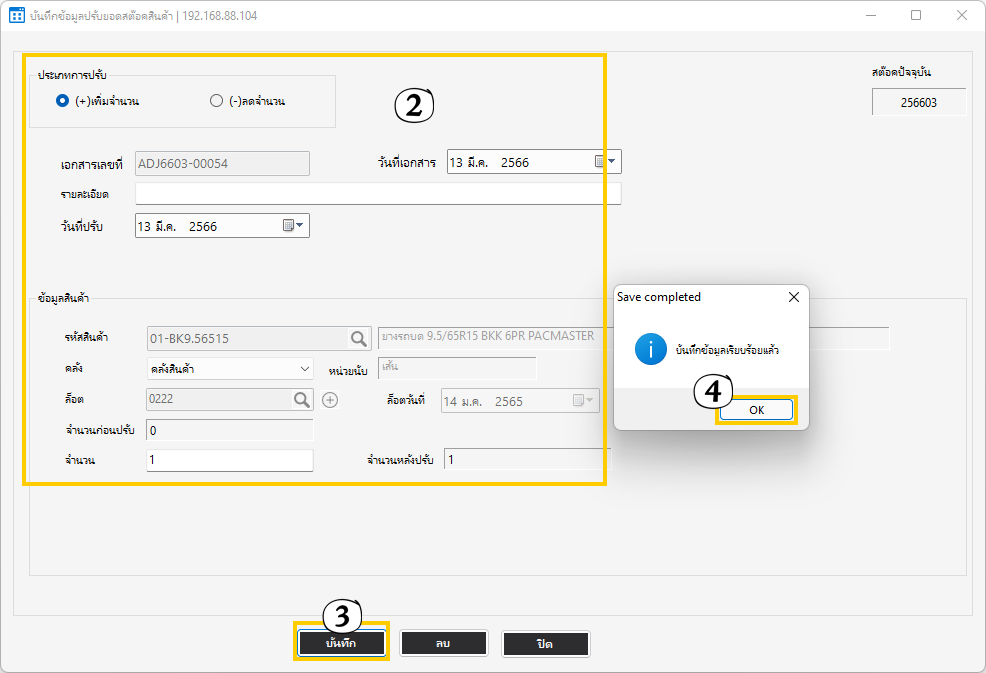 บันทึกข้อมูลปรับยอดสต๊อคสินค้า | 192.168.88.104
ประเภทการปรับ
(+)เพิ่มจำนวน (-)ลดจำนวน
2
สต๊อคปัจจุบัน
256603
เอกสารเลขที่ ADJ6603-00054 วันที่เอกสาร 13 มี.ค. 2566
รายละเอียด
วันที่ปรับ 13 มี.ค. 2566
ข้อมูลสินค้า
รหัสสินค้า 01-BK9.56515 ยางรถบด 9.5/65R15 BKK 6PR PACMASTER
คลัง คลังสินค้า หน่วยนับ เส้น
ล็อต 0222 ล็อตวันที่ 14 ม.ค. 2565
จำนวนก่อนปรับ 0
จำนวน 1 จำนวนหลังปรับ 1
Save completed
บันทึกข้อมูลเรียบร้อยแล้ว
4
OK
3
บันทึก ลบ ปิด